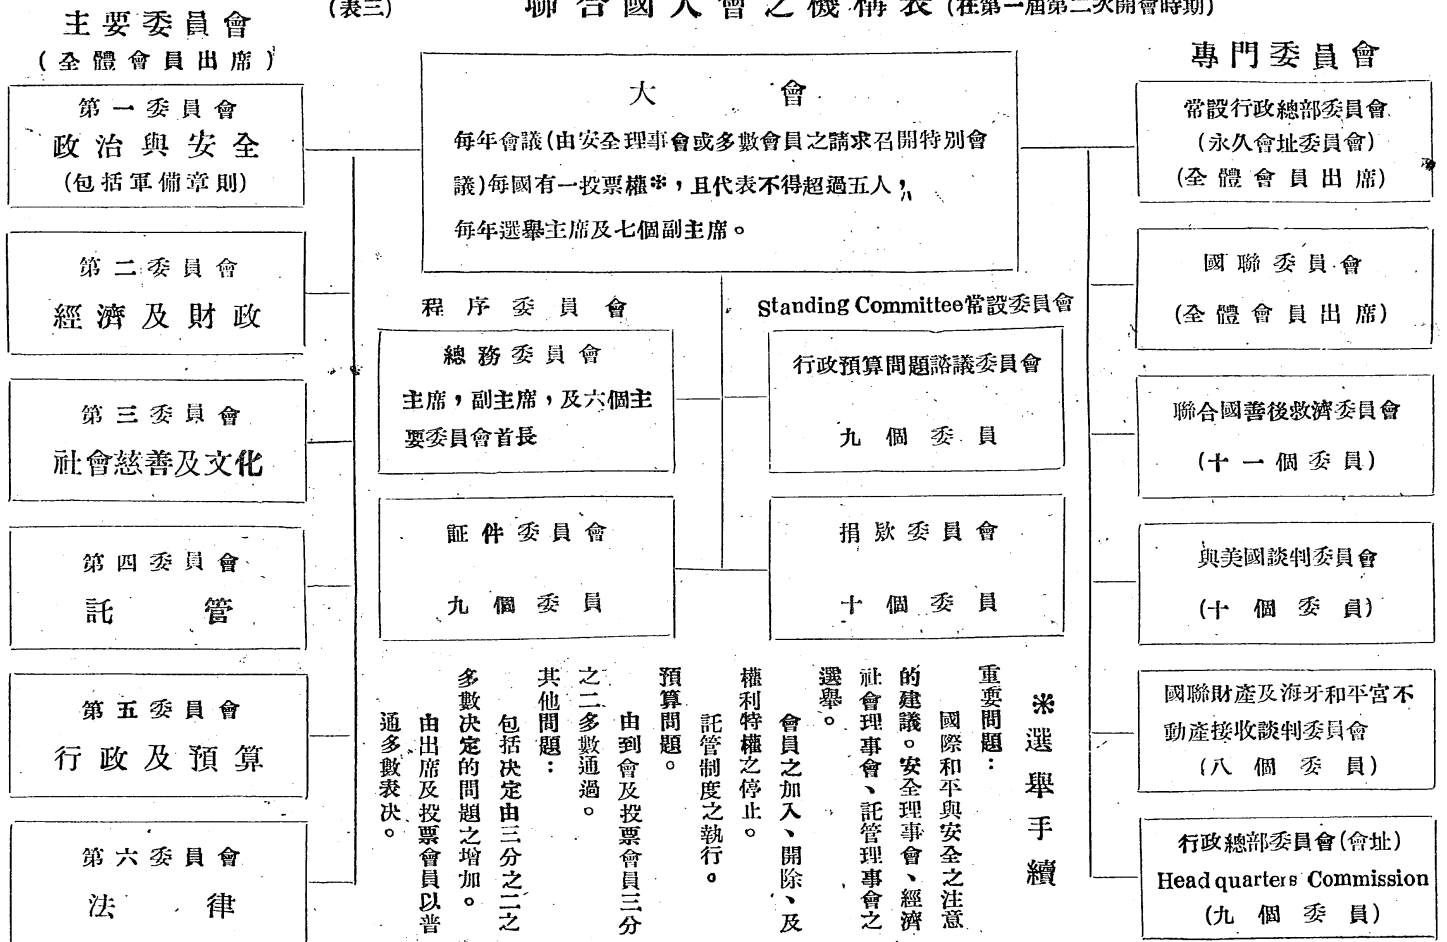 (表三)
聯合國大會之機構表(在第一屆第二次開會時期)
主要委員會
(全體會員出席)
第一委員會
政治與安全
(包括軍備章則)
第二委員會
經濟及財政
第三委員會
社會慈善及文化
第四委員會
託管
第五委員會
行政及預算
第六委員會
法律
大會
每年會議(由安全理事會或多數會員之請求召開特別會
議)每國有一投票權*,且代表不得超過五人,
每年選舉主席及七個副主席。
程序委員會
總務委員會
主席,副主席,及六個主
要委員會首長
証件委員會
九個委員
Standing Committee常設委員會
行政預算問題諮議委員會
九個委員
捐款委員會
十個委員
*選舉手續
重要問題:
國際和平與安全之注意
的建議。安全理事會、經濟
社會理事會、託管理事會之
選舉。
會員之加入、開除、及
權利特權之停止。
託管制度之執行。
預算問題。
由到會及投票會員三分
之二多數通過。
其他問題:
包括決定由三分之二之
多數決定的問題之增加。
由出席及投票會員以普
通多數表決。
專門委員會
常設行政總部委員會
(永久會址委員會)
(全體會員出席)
國聯委員會
(全體會員出席)
聯合國善後救濟委員會
(十一個委員)
與美國談判委員會
(十個委員)
國聯財產及海牙和平宮不
動產接收談判委員會
(八個委員)
行政總部委員會(會址)
Headquarters Commission
(九個委員)